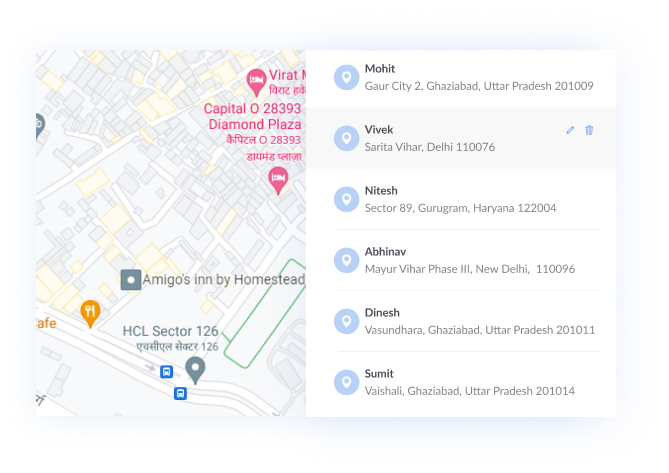 Virat
विराट
Capital O 28393
Diamond Plaza
कैपिटल O 28393
डायमंड प्लाज़ा
Amigo's inn by Homestead
afe
HCL Sector 126
एचसीएल सेक्टर 126
Mohit
Gaur City 2, Ghaziabad, Uttar Pradesh 201009
Vivek
Sarita Vihar, Delhi 110076
Nitesh
Sector 89, Gurugram, Haryana 122004
Abhinav
Mayur Vihar Phase III, New Delhi, 110096
Dinesh
Vasundhara, Ghaziabad, Uttar Pradesh 201011
Sumit
Vaishali, Ghaziabad, Uttar Pradesh 201014